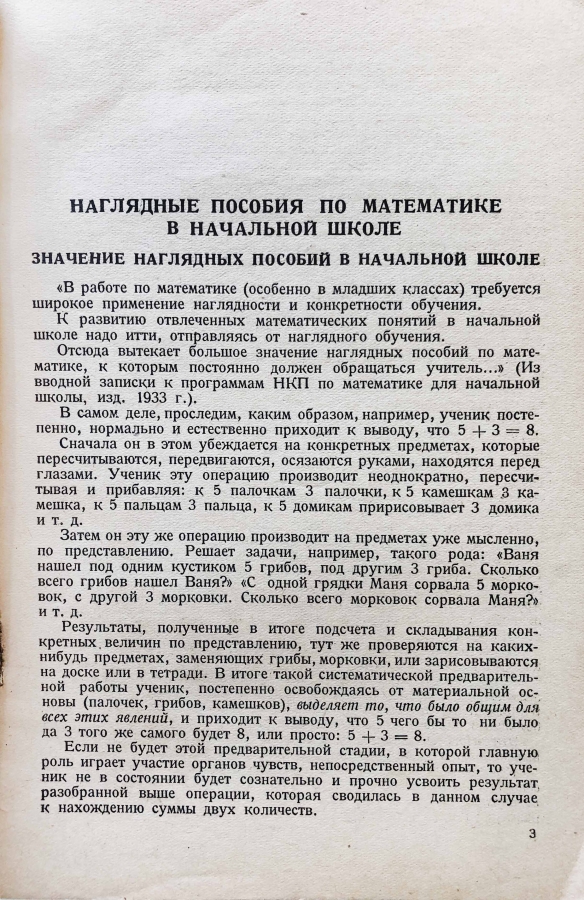 НАГЛЯДНЫЕ ПОСОБИЯ ПО МАТЕМАТИКЕ
В НАЧАЛЬНОЙ ШКОЛЕ
ЗНАЧЕНИЕ НАГЛЯДНЫХ ПОСОБИЙ В НАЧАЛЬНОЙ ШКОЛЕ
«В работе по математике (особенно в младших классах) требуется
широкое применение наглядности и конкретности обучения.
К развитию отвлеченных математических понятий в начальной
школе надо итти, отправляясь от наглядного обучения.
Отсюда вытекает большое значение наглядных пособий по мате-
матике, к которым постоянно должен обращаться учитель...» (Из
вводной записки к программам НКП по математике для начальной
школы, изд. 1933 г.).
В самом деле, проследим, каким образом, например, ученик посте-
пенно, нормально и естественно приходит к выводу, что 5 + 3 = 8.
Сначала он в этом убеждается на конкретных предметах, которые
пересчитываются, передвигаются, осязаются руками, находятся перед
глазами. Ученик эту операцию производит неоднократно, пересчи-
тывая и прибавляя: к 5 палочкам 3 палочки, к 5 камешкам 3 ка-
мешка, к 5 пальцам 3 пальца, к 5 домикам пририсовывает 3 домика
и т. д.
Затем он эту же операцию производит на предметах уже мысленно,
по представлению. Решает задачи, например, такого рода: «Ваня
нашел под одним кустиком 5 грибов, под другим 3 гриба. Сколько
всего грибов нашел Ваня?» «С одной грядки Маня сорвала 5 морко-
вок, с другой 3 морковки. Сколько всего морковок сорвала Маня?»
и т. д.
Результаты, полученные в итоге подсчета и складывания кон-
кретных величин по представлению, тут же проверяются на каких-
нибудь предметах, заменяющих грибы, морковки, или зарисовываются
на доске или в тетради. В итоге такой систематической предваритель-
ной работы ученик, постепенно освобождаясь от материальной ос-
новы (палочек, грибов, камешков), выделяет то, что было общим для
всех этих явлений, и приходит к выводу, что 5 чего бы то ни было
да 3 того же самого будет 8, или просто: 5 + 3 = 8.
Если не будет этой предварительной стадии, в которой главную
роль играет участие органов чувств, непосредственный опыт, то уче-
ник не в состоянии будет сознательно и прочно усвоить результат
разобранной выше операции, которая сводилась в данном случае
к нахождению суммы двух количеств.
3